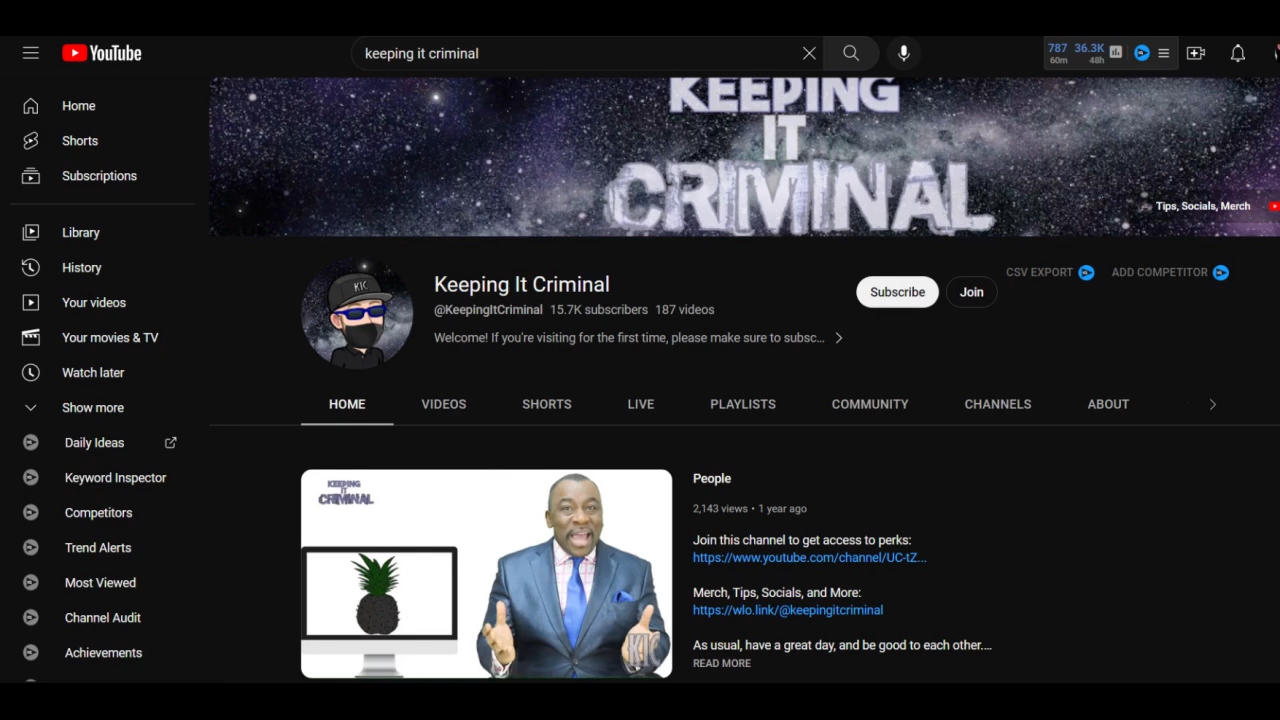 YouTube
keeping it criminal
787 36.3K
60m 48h
Home
Shorts
Subscriptions
Library
History
Your videos
Your movies & TV
Watch later
Show more
Daily Ideas
Keyword Inspector
Competitors
Trend Alerts
Most Viewed
Channel Audit
Achievements
KEEPING
IT
CRIMINAL
Tips, Socials, Merch
KIC
Keeping It Criminal
@KeepingItCriminal 15.7K subscribers 187 videos
Welcome! If you're visiting for the first time, please make sure to subsc...
Subscribe
Join
CSV EXPORT
ADD COMPETITOR
HOME VIDEOS SHORTS LIVE PLAYLISTS COMMUNITY CHANNELS ABOUT
KEEPING
IT
CRIMINAL
KIC
People
2,143 views • 1 year ago
Join this channel to get access to perks:
https://www.youtube.com/channel/UC-tZ...
Merch, Tips, Socials, and More:
https://wlo.link/@keepingitcriminal
As usual, have a great day, and be good to each other....
READ MORE